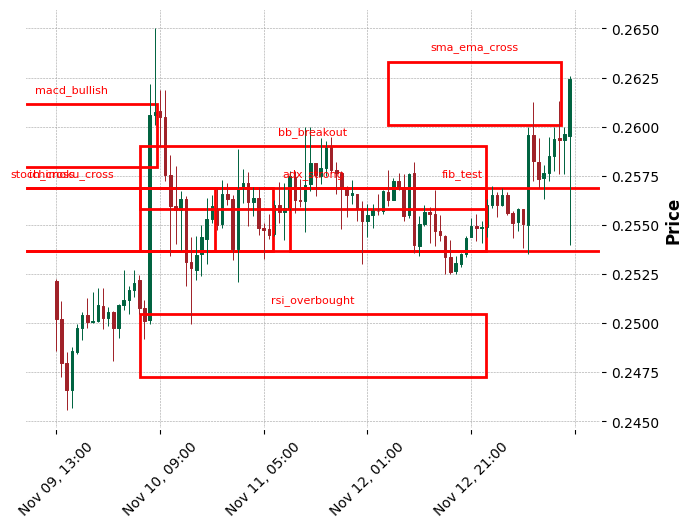 sma_ema_cross
macd_bullish
bb_breakout
fib_test
rsi_overbought
0.2650
0.2625
0.2600
0.2575
0.2550
0.2525
0.2500
0.2475
0.2450
Price
Nov 09, 13:00
Nov 10, 09:00
Nov 11, 05:00
Nov 12, 01:00
Nov 12, 21:00